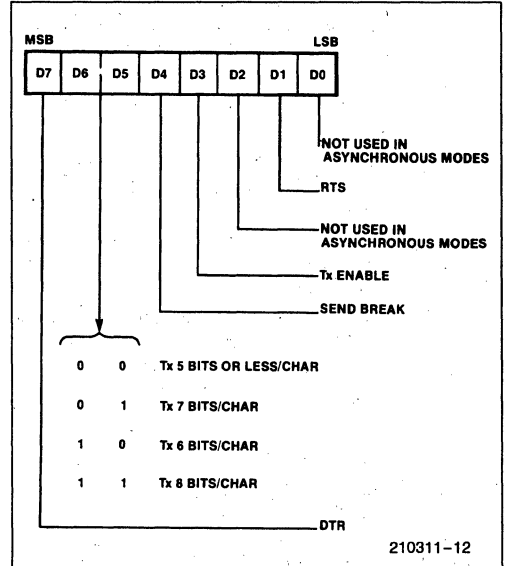 MSB LSB
D7 D6 D5 D4 D3 D2 D1 D0
NOT USED IN
ASYNCHRONOUS MODES
RTS
NOT USED IN
ASYNCHRONOUS MODES
Tx ENABLE
SEND BREAK
0 0 Tx 5 BITS OR LESS/CHAR
0 1 Tx 7 BITS/CHAR
1 0 Tx 6 BITS/CHAR
1 1 Tx 8 BITS/CHAR
DTR
210311–12